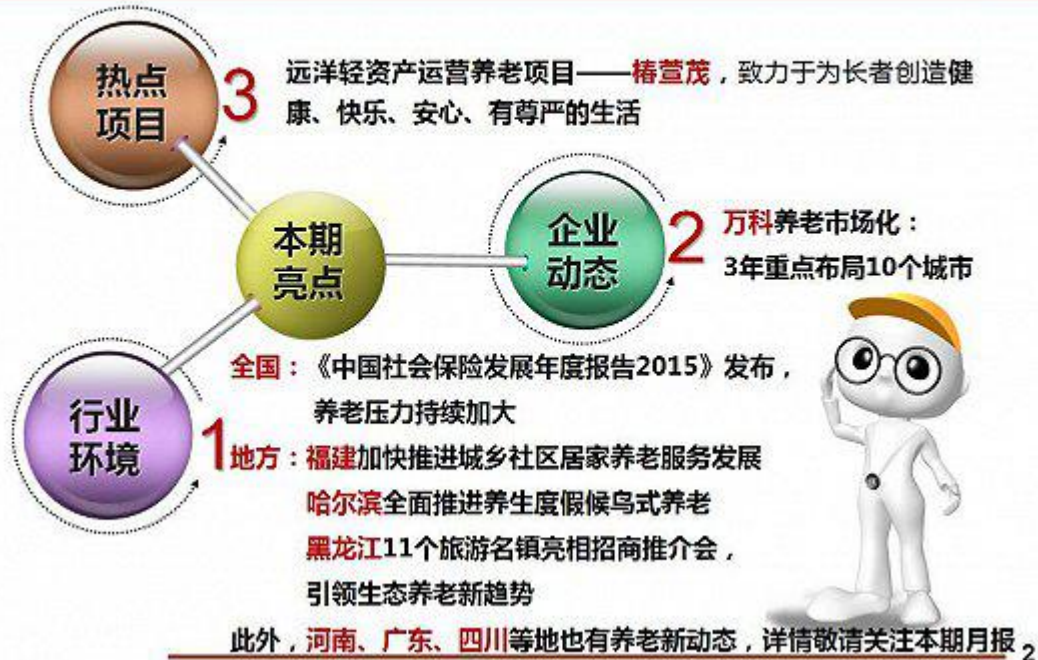 热点
项目
3
远洋轻资产运营养老项目——椿萱茂，致力于为长者创造健
康、快乐、安心、有尊严的生活
本期
亮点
企业
动态
2
万科养老市场化：
3年重点布局10个城市
行业
环境
1
全国：《中国社会保险发展年度报告2015》发布，
养老压力持续加大
地方：福建加快推进城乡社区居家养老服务发展
哈尔滨全面推进养生度假候鸟式养老
黑龙江11个旅游名镇亮相招商推介会，
引领生态养老新趋势
此外，河南、广东、四川等地也有养老新动态，详情敬请关注本期月报
2